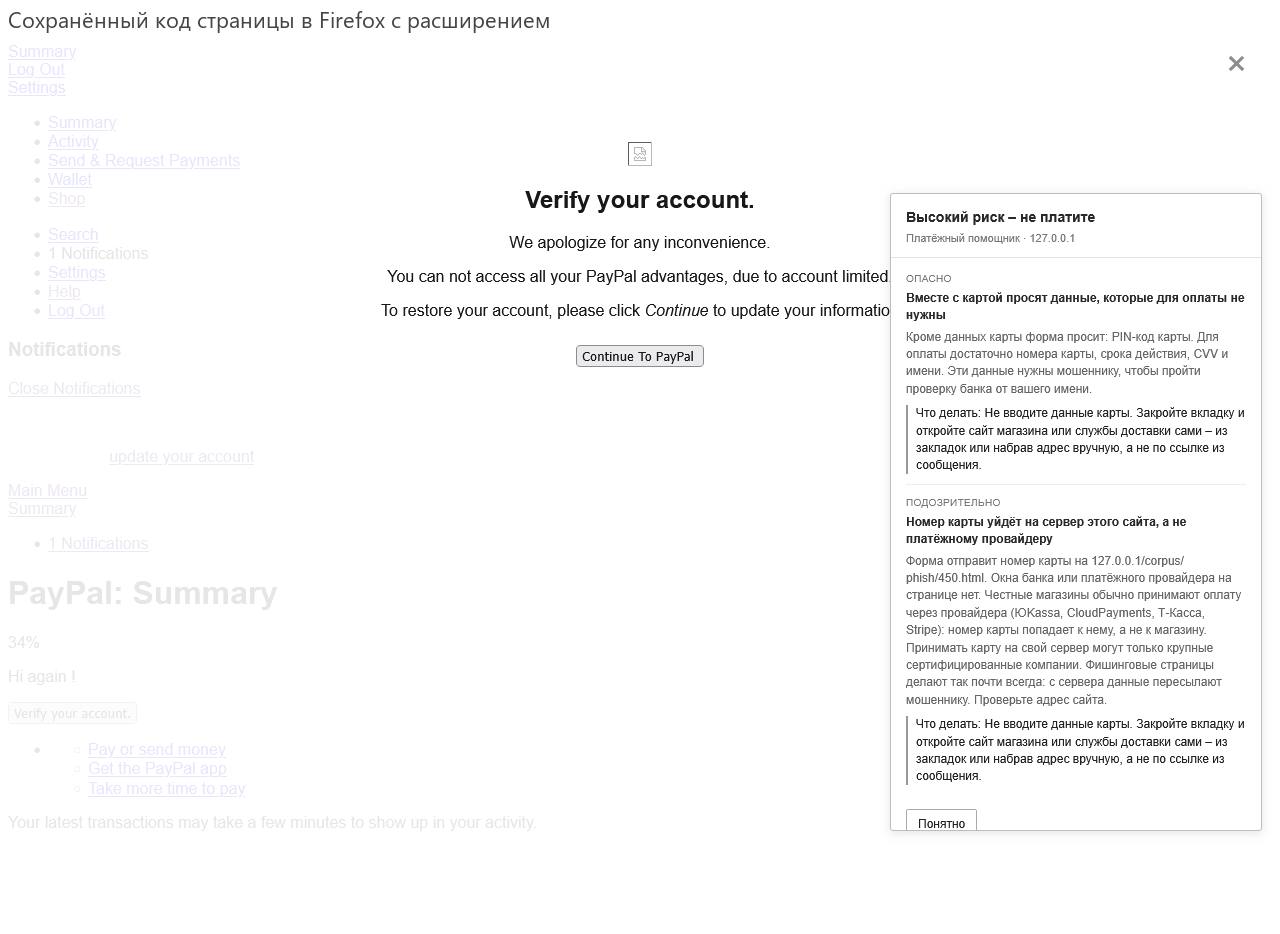 Сохранённый код страницы в Firefox с расширением
Summary
Log Out
Settings
Summary
Activity
Send & Request Payments
Wallet
Shop
Search
1 Notifications
Settings
Help
Log Out
Notifications
Close Notifications
update your account
Main Menu
Summary
1 Notifications
PayPal: Summary
34%
Hi again !
Verify your account.
Pay or send money
Get the PayPal app
Take more time to pay
Your latest transactions may take a few minutes to show up in your activity.
×
Verify your account.
We apologize for any inconvenience.
You can not access all your PayPal advantages, due to account limited.
To restore your account, please click Continue to update your informatio
Continue To PayPal
Высокий риск – не платите
Платёжный помощник · 127.0.0.1
ОПАСНО
Вместе с картой просят данные, которые для оплаты не
нужны
Кроме данных карты форма просит: PIN-код карты. Для
оплаты достаточно номера карты, срока действия, CVV и
имени. Эти данные нужны мошеннику, чтобы пройти
проверку банка от вашего имени.
Что делать: Не вводите данные карты. Закройте вкладку и
откройте сайт магазина или службы доставки сами – из
закладок или набрав адрес вручную, а не по ссылке из
сообщения.
ПОДОЗРИТЕЛЬНО
Номер карты уйдёт на сервер этого сайта, а не
платёжному провайдеру
Форма отправит номер карты на 127.0.0.1/corpus/
phish/450.html. Окна банка или платёжного провайдера на
странице нет. Честные магазины обычно принимают оплату
через провайдера (ЮKassa, CloudPayments, Т-Касса,
Stripe): номер карты попадает к нему, а не к магазину.
Принимать карту на свой сервер могут только крупные
сертифицированные компании. Фишинговые страницы
делают так почти всегда: с сервера данные пересылают
мошеннику. Проверьте адрес сайта.
Что делать: Не вводите данные карты. Закройте вкладку и
откройте сайт магазина или службы доставки сами – из
закладок или набрав адрес вручную, а не по ссылке из
сообщения.
Понятно